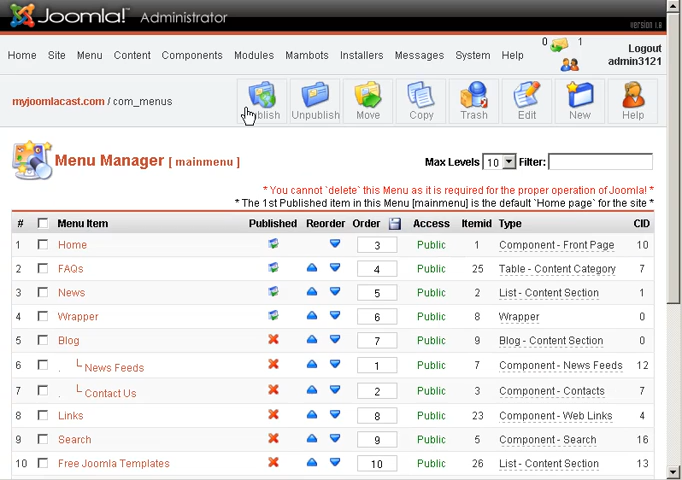 Joomla! Administrator
version 1.0
Home Site Menu Content Components Modules Mambots Installers Messages System Help 0 1 Logout
admin3121
myjoomlacast.com / com_menus
Publish Unpublish Move Copy Trash Edit New Help
Menu Manager [ mainmenu ] Max Levels 10 Filter:
* You cannot `delete` this Menu as it is required for the proper operation of Joomla! *
* The 1st Published item in this Menu [mainmenu] is the default `Home page` for the site *
# Menu Item Published Reorder Order Access Itemid Type CID
1 Home 3 Public 1 Component - Front Page 10
2 FAQs 4 Public 25 Table - Content Category 7
3 News 5 Public 2 List - Content Section 1
4 Wrapper 6 Public 8 Wrapper 0
5 Blog 7 Public 9 Blog - Content Section 0
6 . News Feeds 1 Public 7 Component - News Feeds 12
7 . Contact Us 2 Public 3 Component - Contacts 7
8 Links 8 Public 23 Component - Web Links 4
9 Search 9 Public 5 Component - Search 16
10 Free Joomla Templates 10 Public 26 List - Content Section 13